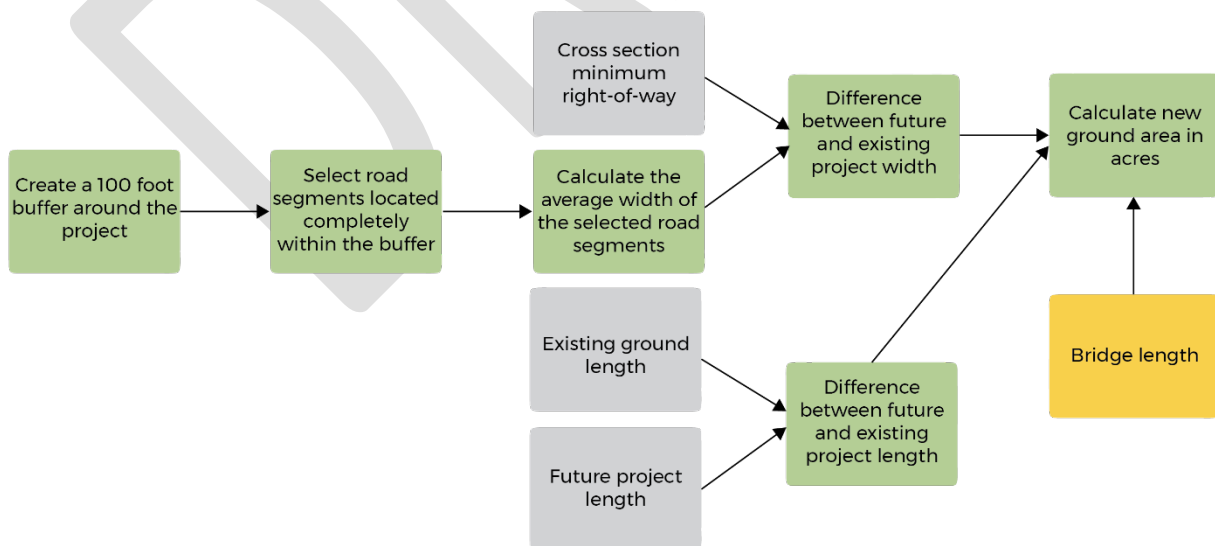 Cross section
minimum
right-of-way
Difference
between future
and existing
project width
Calculate new
ground area in
acres
Create a 100 foot
buffer around the
project
Select road
segments located
completely
within the buffer
Calculate the
average width of
the selected road
segments
Existing ground
length
Bridge length
Difference
between future
and existing
project length
Future project
length